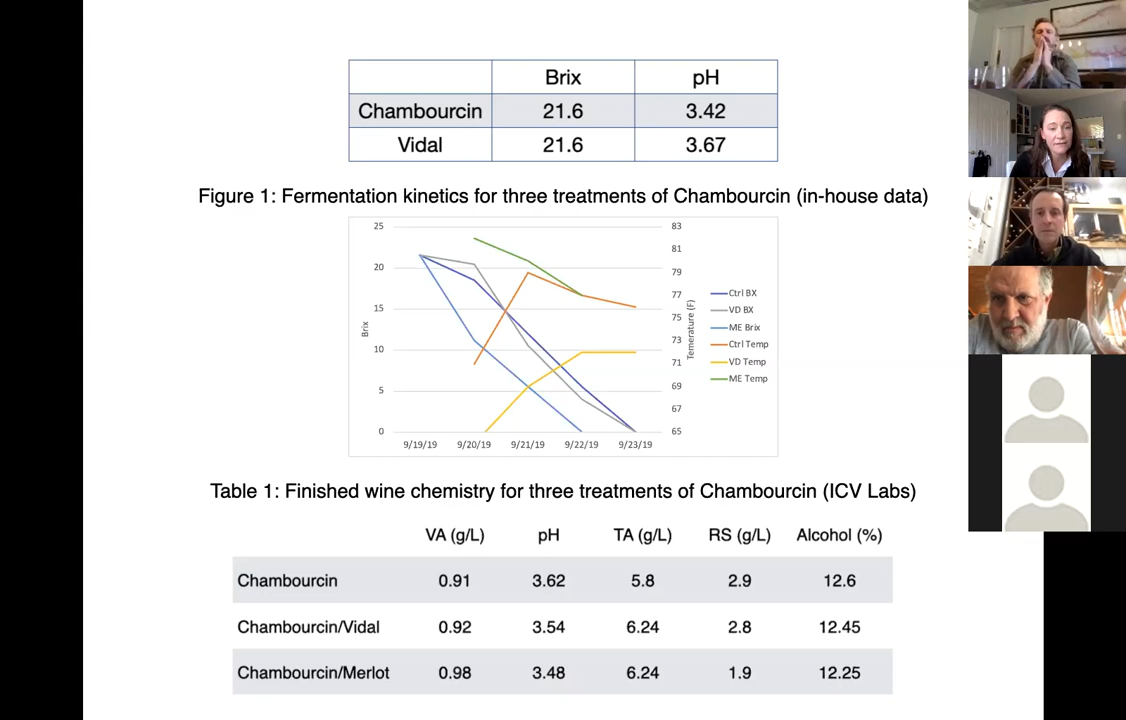 Brix pH
Chambourcin 21.6 3.42
Vidal 21.6 3.67
Figure 1: Fermentation kinetics for three treatments of Chambourcin (in-house data)
25 83
81
20 79
77
15 75
73
10 71
5 69
67
0 65
Brix
Temerature (F)
9/19/19 9/20/19 9/21/19 9/22/19 9/23/19
Ctrl BX
VD BX
ME Brix
Ctrl Temp
VD Temp
ME Temp
Table 1: Finished wine chemistry for three treatments of Chambourcin (ICV Labs)
VA (g/L) pH TA (g/L) RS (g/L) Alcohol (%)
Chambourcin 0.91 3.62 5.8 2.9 12.6
Chambourcin/Vidal 0.92 3.54 6.24 2.8 12.45
Chambourcin/Merlot 0.98 3.48 6.24 1.9 12.25